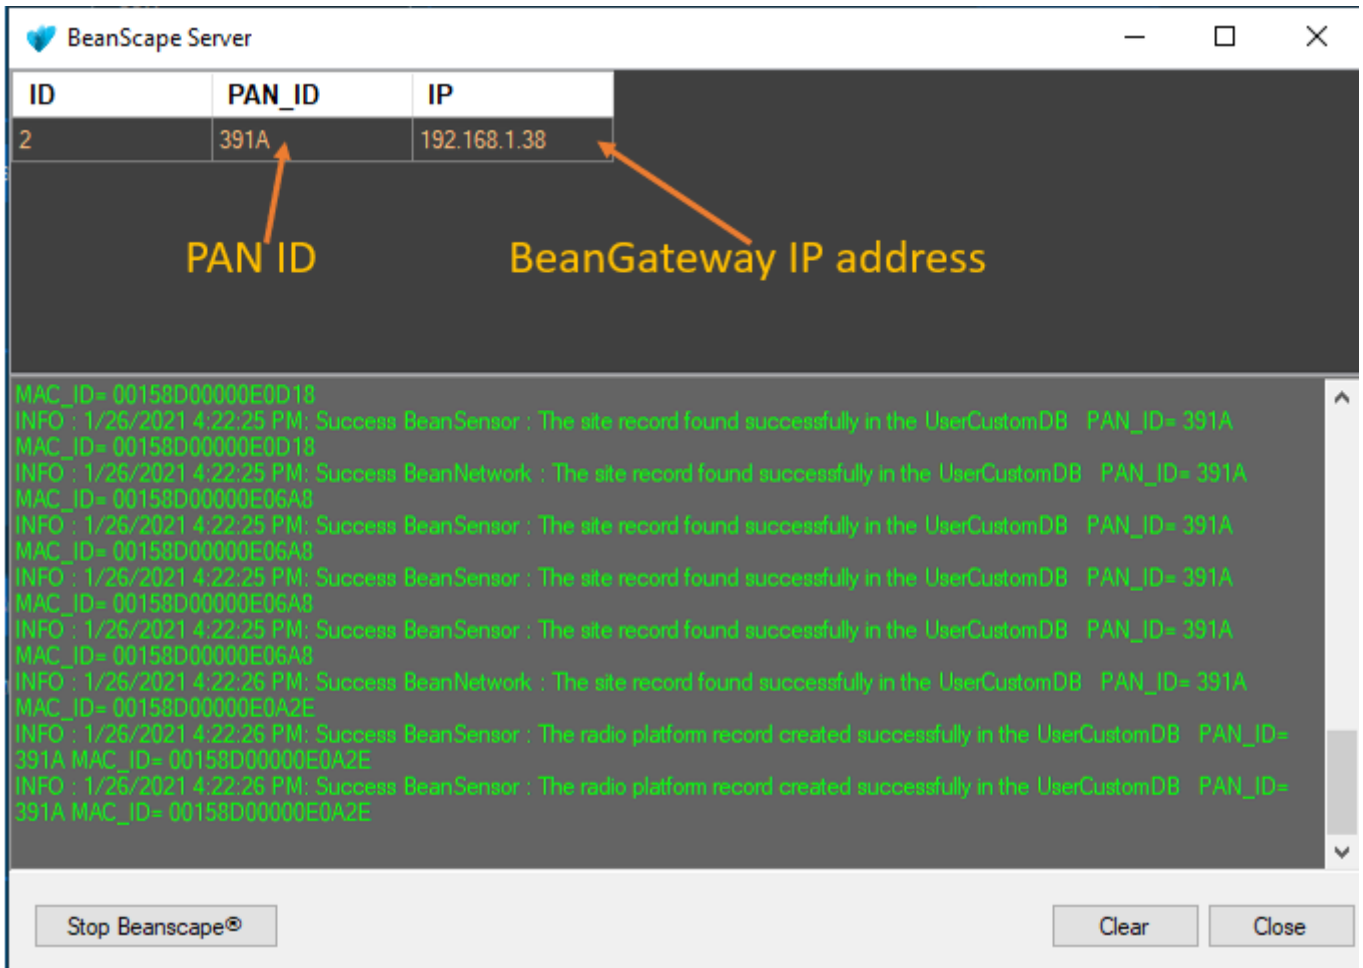 BeanScape Server
ID PAN_ID IP
2 391A 192.168.1.38
PAN ID BeanGateway IP address
MAC_ID= 00158D00000E0D18
INFO : 1/26/2021 4:22:25 PM: Success BeanSensor : The site record found successfully in the UserCustomDB PAN_ID= 391A
MAC_ID= 00158D00000E0D18
INFO : 1/26/2021 4:22:25 PM: Success BeanNetwork : The site record found successfully in the UserCustomDB PAN_ID= 391A
MAC_ID= 00158D00000E06A8
INFO : 1/26/2021 4:22:25 PM: Success BeanSensor : The site record found successfully in the UserCustomDB PAN_ID= 391A
MAC_ID= 00158D00000E06A8
INFO : 1/26/2021 4:22:25 PM: Success BeanSensor : The site record found successfully in the UserCustomDB PAN_ID= 391A
MAC_ID= 00158D00000E06A8
INFO : 1/26/2021 4:22:25 PM: Success BeanSensor : The site record found successfully in the UserCustomDB PAN_ID= 391A
MAC_ID= 00158D00000E06A8
INFO : 1/26/2021 4:22:26 PM: Success BeanNetwork : The site record found successfully in the UserCustomDB PAN_ID= 391A
MAC_ID= 00158D00000E0A2E
INFO : 1/26/2021 4:22:26 PM: Success BeanSensor : The radio platform record created successfully in the UserCustomDB PAN_ID=
391A MAC_ID= 00158D00000E0A2E
INFO : 1/26/2021 4:22:26 PM: Success BeanSensor : The radio platform record created successfully in the UserCustomDB PAN_ID=
391A MAC_ID= 00158D00000E0A2E
Stop Beanscape® Clear Close